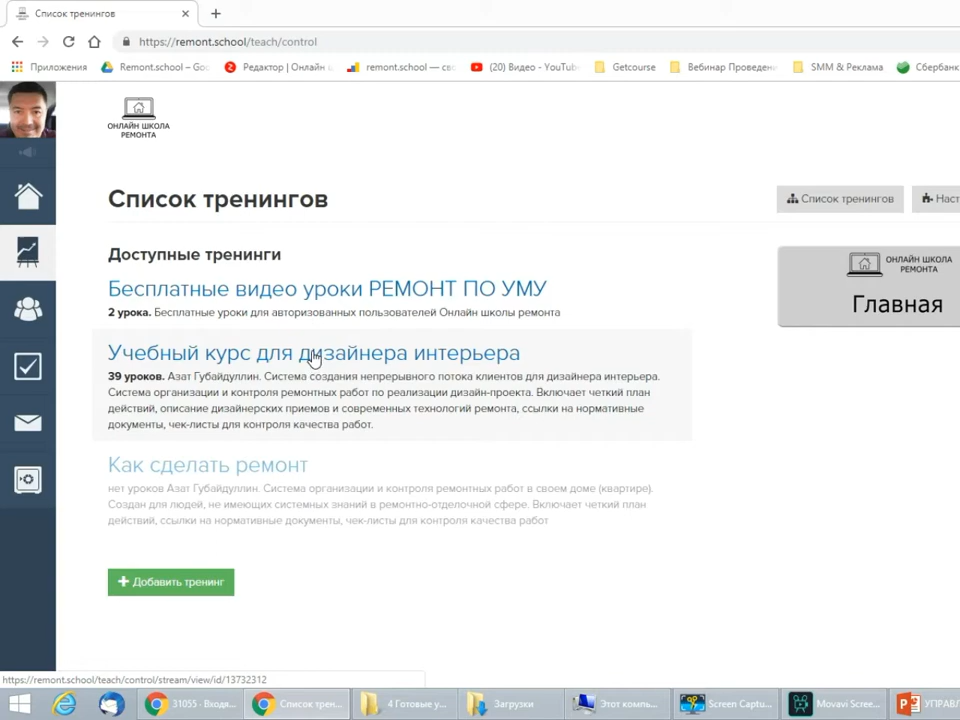 Список тренингов
https://remont.school/teach/control
Приложения Remont.school – Goo Редактор | Онлайн remont.school — (20) Видео - YouTub Getcourse Вебинар Проведен SMM & Реклама Сбербанк
ОНЛАЙН ШКОЛА
РЕМОНТА
Список тренингов
Список тренингов Наст
Доступные тренинги
ОНЛАЙН ШКОЛА
РЕМОНТА
Главная
Бесплатные видео уроки РЕМОНТ ПО УМУ
2 урока. Бесплатные уроки для авторизованных пользователей Онлайн школы ремонта
Учебный курс для дизайнера интерьера
39 уроков. Азат Губайдуллин. Система создания непрерывного потока клиентов для дизайнера интерьера.
Система организации и контроля ремонтных работ по реализации дизайн-проекта. Включает четкий план
действий, описание дизайнерских приемов и современных технологий ремонта, ссылки на нормативные
документы, чек-листы для контроля качества работ.
Как сделать ремонт
нет уроков Азат Губайдуллин. Система организации и контроля ремонтных работ в своем доме (квартире).
Создан для людей, не имеющих системных знаний в ремонтно-отделочной сфере. Включает четкий план
действий, ссылки на нормативные документы, чек-листы для контроля качества работ
Добавить тренинг
https://remont.school/teach/control/stream/view/id/13732312
31055 - Входя... Список трен... 4 Готовые у... Загрузки Этот компь... Screen Captu... Movavi Scree... УПРАВЛ